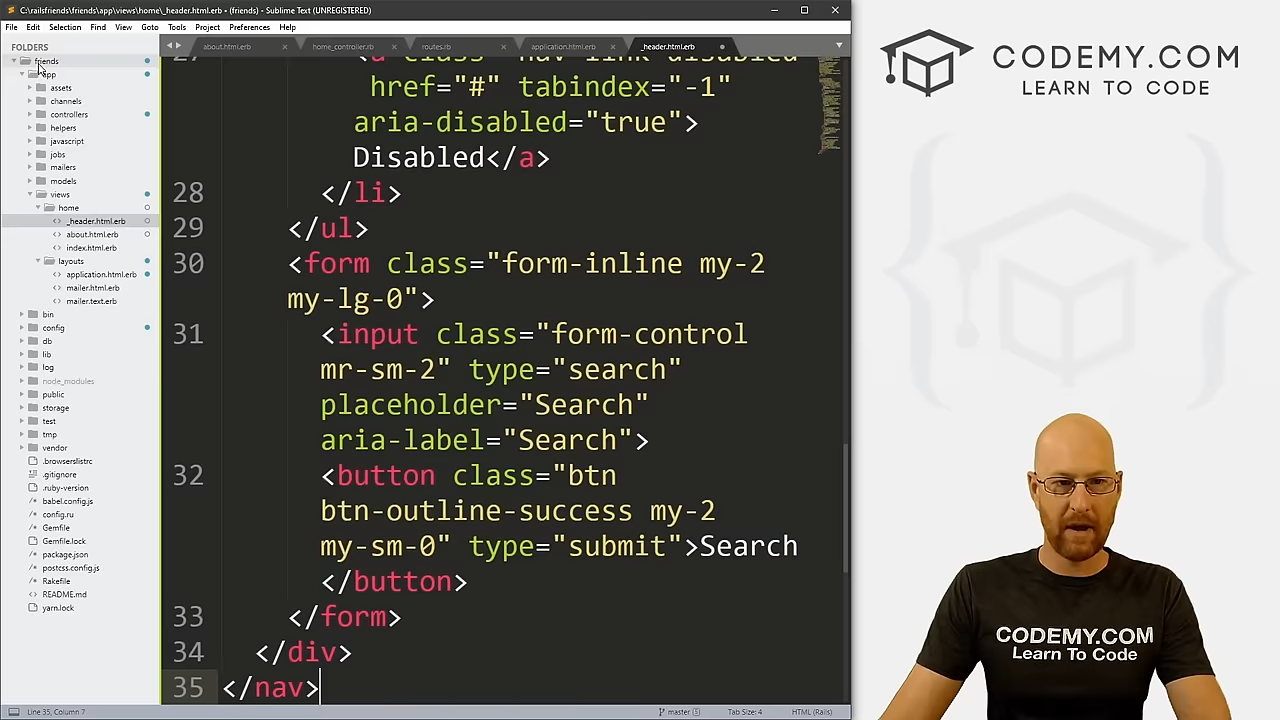 C:\railsfriends\friends\app\views\home\_header.html.erb • (friends) - Sublime Text (UNREGISTERED)
File Edit Selection Find View Goto Tools Project Preferences Help
FOLDERS
friends
app
assets
channels
controllers
helpers
javascript
jobs
mailers
models
views
home
_header.html.erb
about.html.erb
index.html.erb
layouts
application.html.erb
mailer.html.erb
mailer.text.erb
bin
config
db
lib
log
node_modules
public
storage
test
tmp
vendor
.browserslistrc
.gitignore
.ruby-version
babel.config.js
config.ru
Gemfile
Gemfile.lock
package.json
postcss.config.js
Rakefile
README.md
yarn.lock
about.html.erb home_controller.rb routes.rb application.html.erb _header.html.erb
27 <a class="nav-link disabled"
href="#" tabindex="-1"
aria-disabled="true">
Disabled</a>
28 </li>
29 </ul>
30 <form class="form-inline my-2
my-lg-0">
31 <input class="form-control
mr-sm-2" type="search"
placeholder="Search"
aria-label="Search">
32 <button class="btn
btn-outline-success my-2
my-sm-0" type="submit">Search
</button>
33 </form>
34 </div>
35 </nav>
Line 35, Column 7
master 5
Tab Size: 4
HTML (Rails)
CODEMY.COM
LEARN TO CODE
CODEMY.COM
Learn To Code